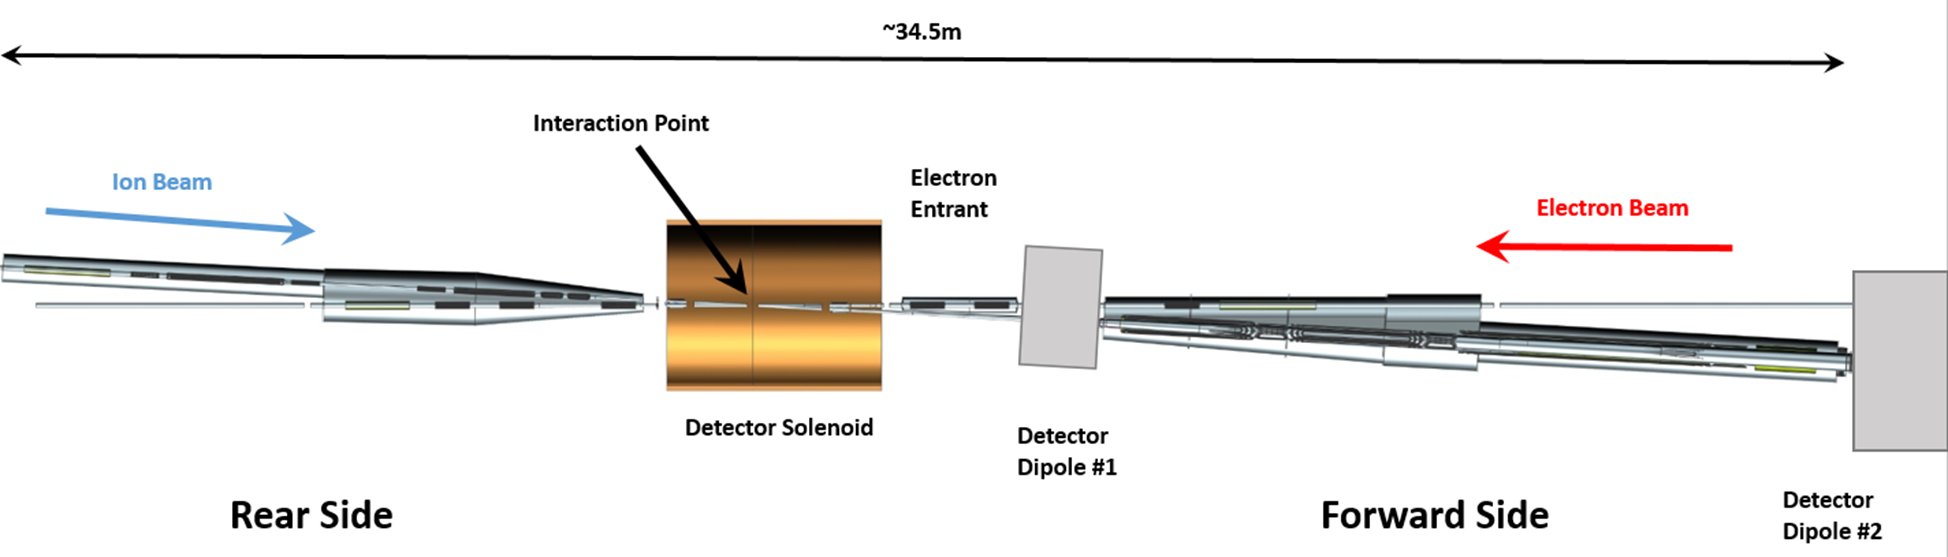 ~34.5m
Interaction Point
Ion Beam
Electron
Entrant
Electron Beam
Detector Solenoid
Detector
Dipole #1
Rear Side
Forward Side
Detector
Dipole #2